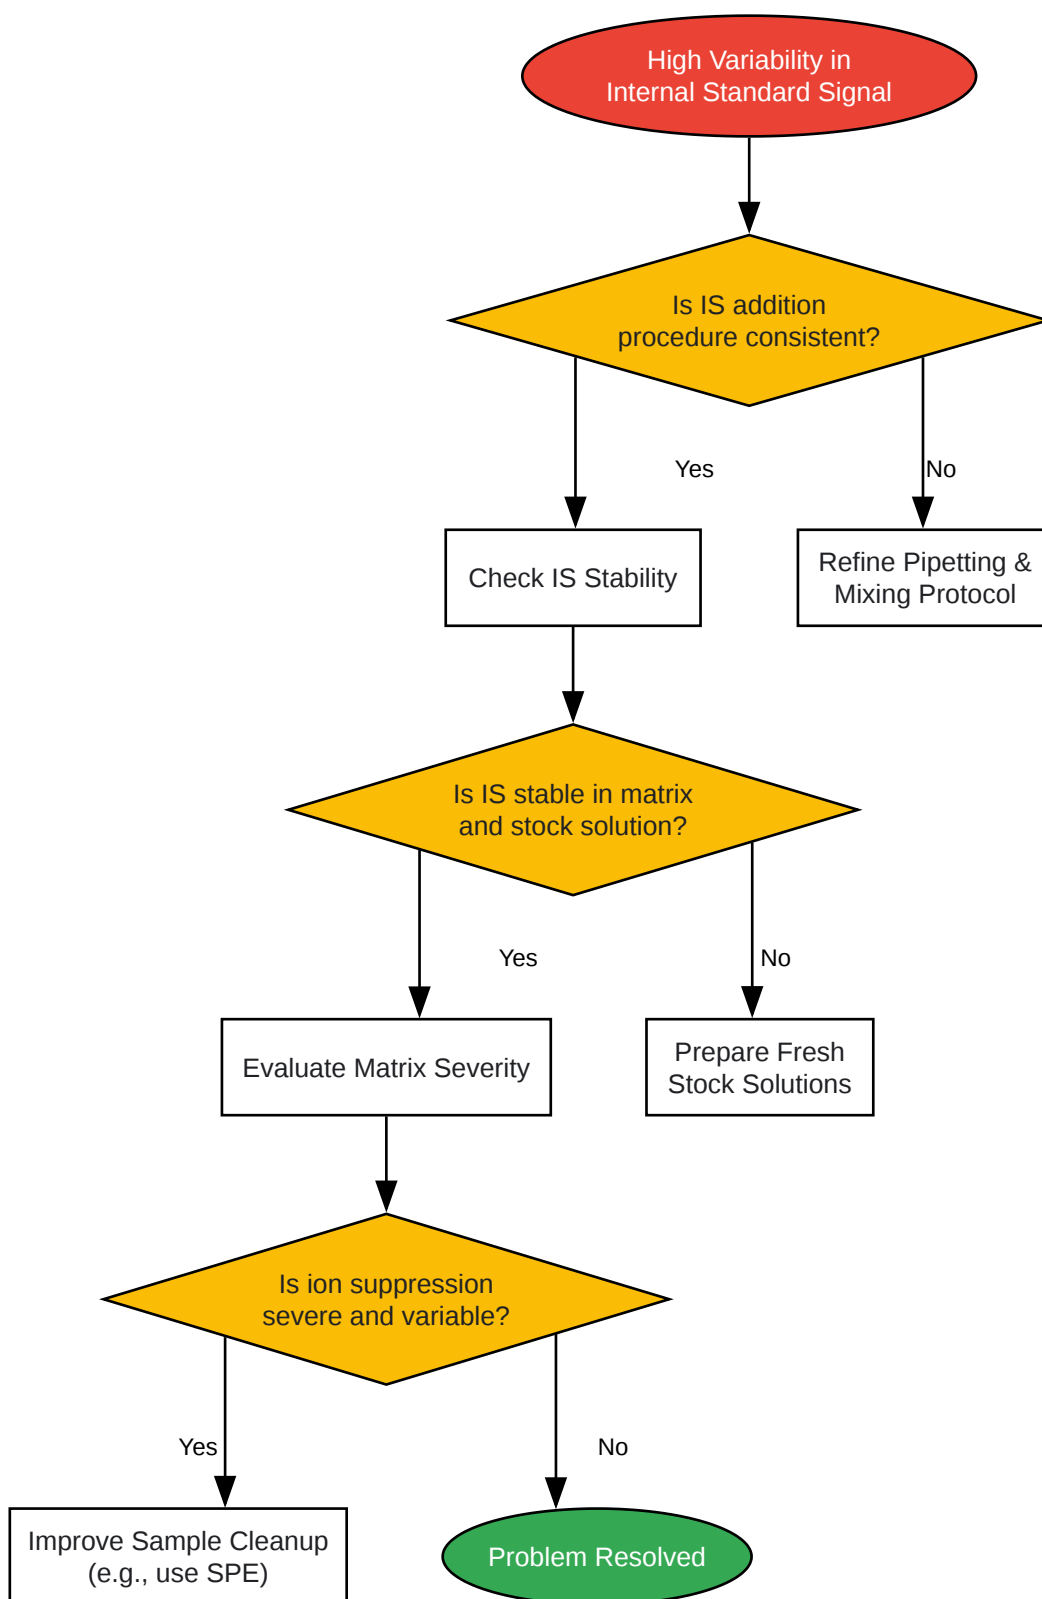 High Variability in
Internal Standard Signal
Is IS addition
procedure consistent?
Yes
No
Check IS Stability
Refine Pipetting &
Mixing Protocol
Is IS stable in matrix
and stock solution?
Yes
No
Evaluate Matrix Severity
Prepare Fresh
Stock Solutions
Is ion suppression
severe and variable?
Yes
No
Improve Sample Cleanup
(e.g., use SPE)
Problem Resolved